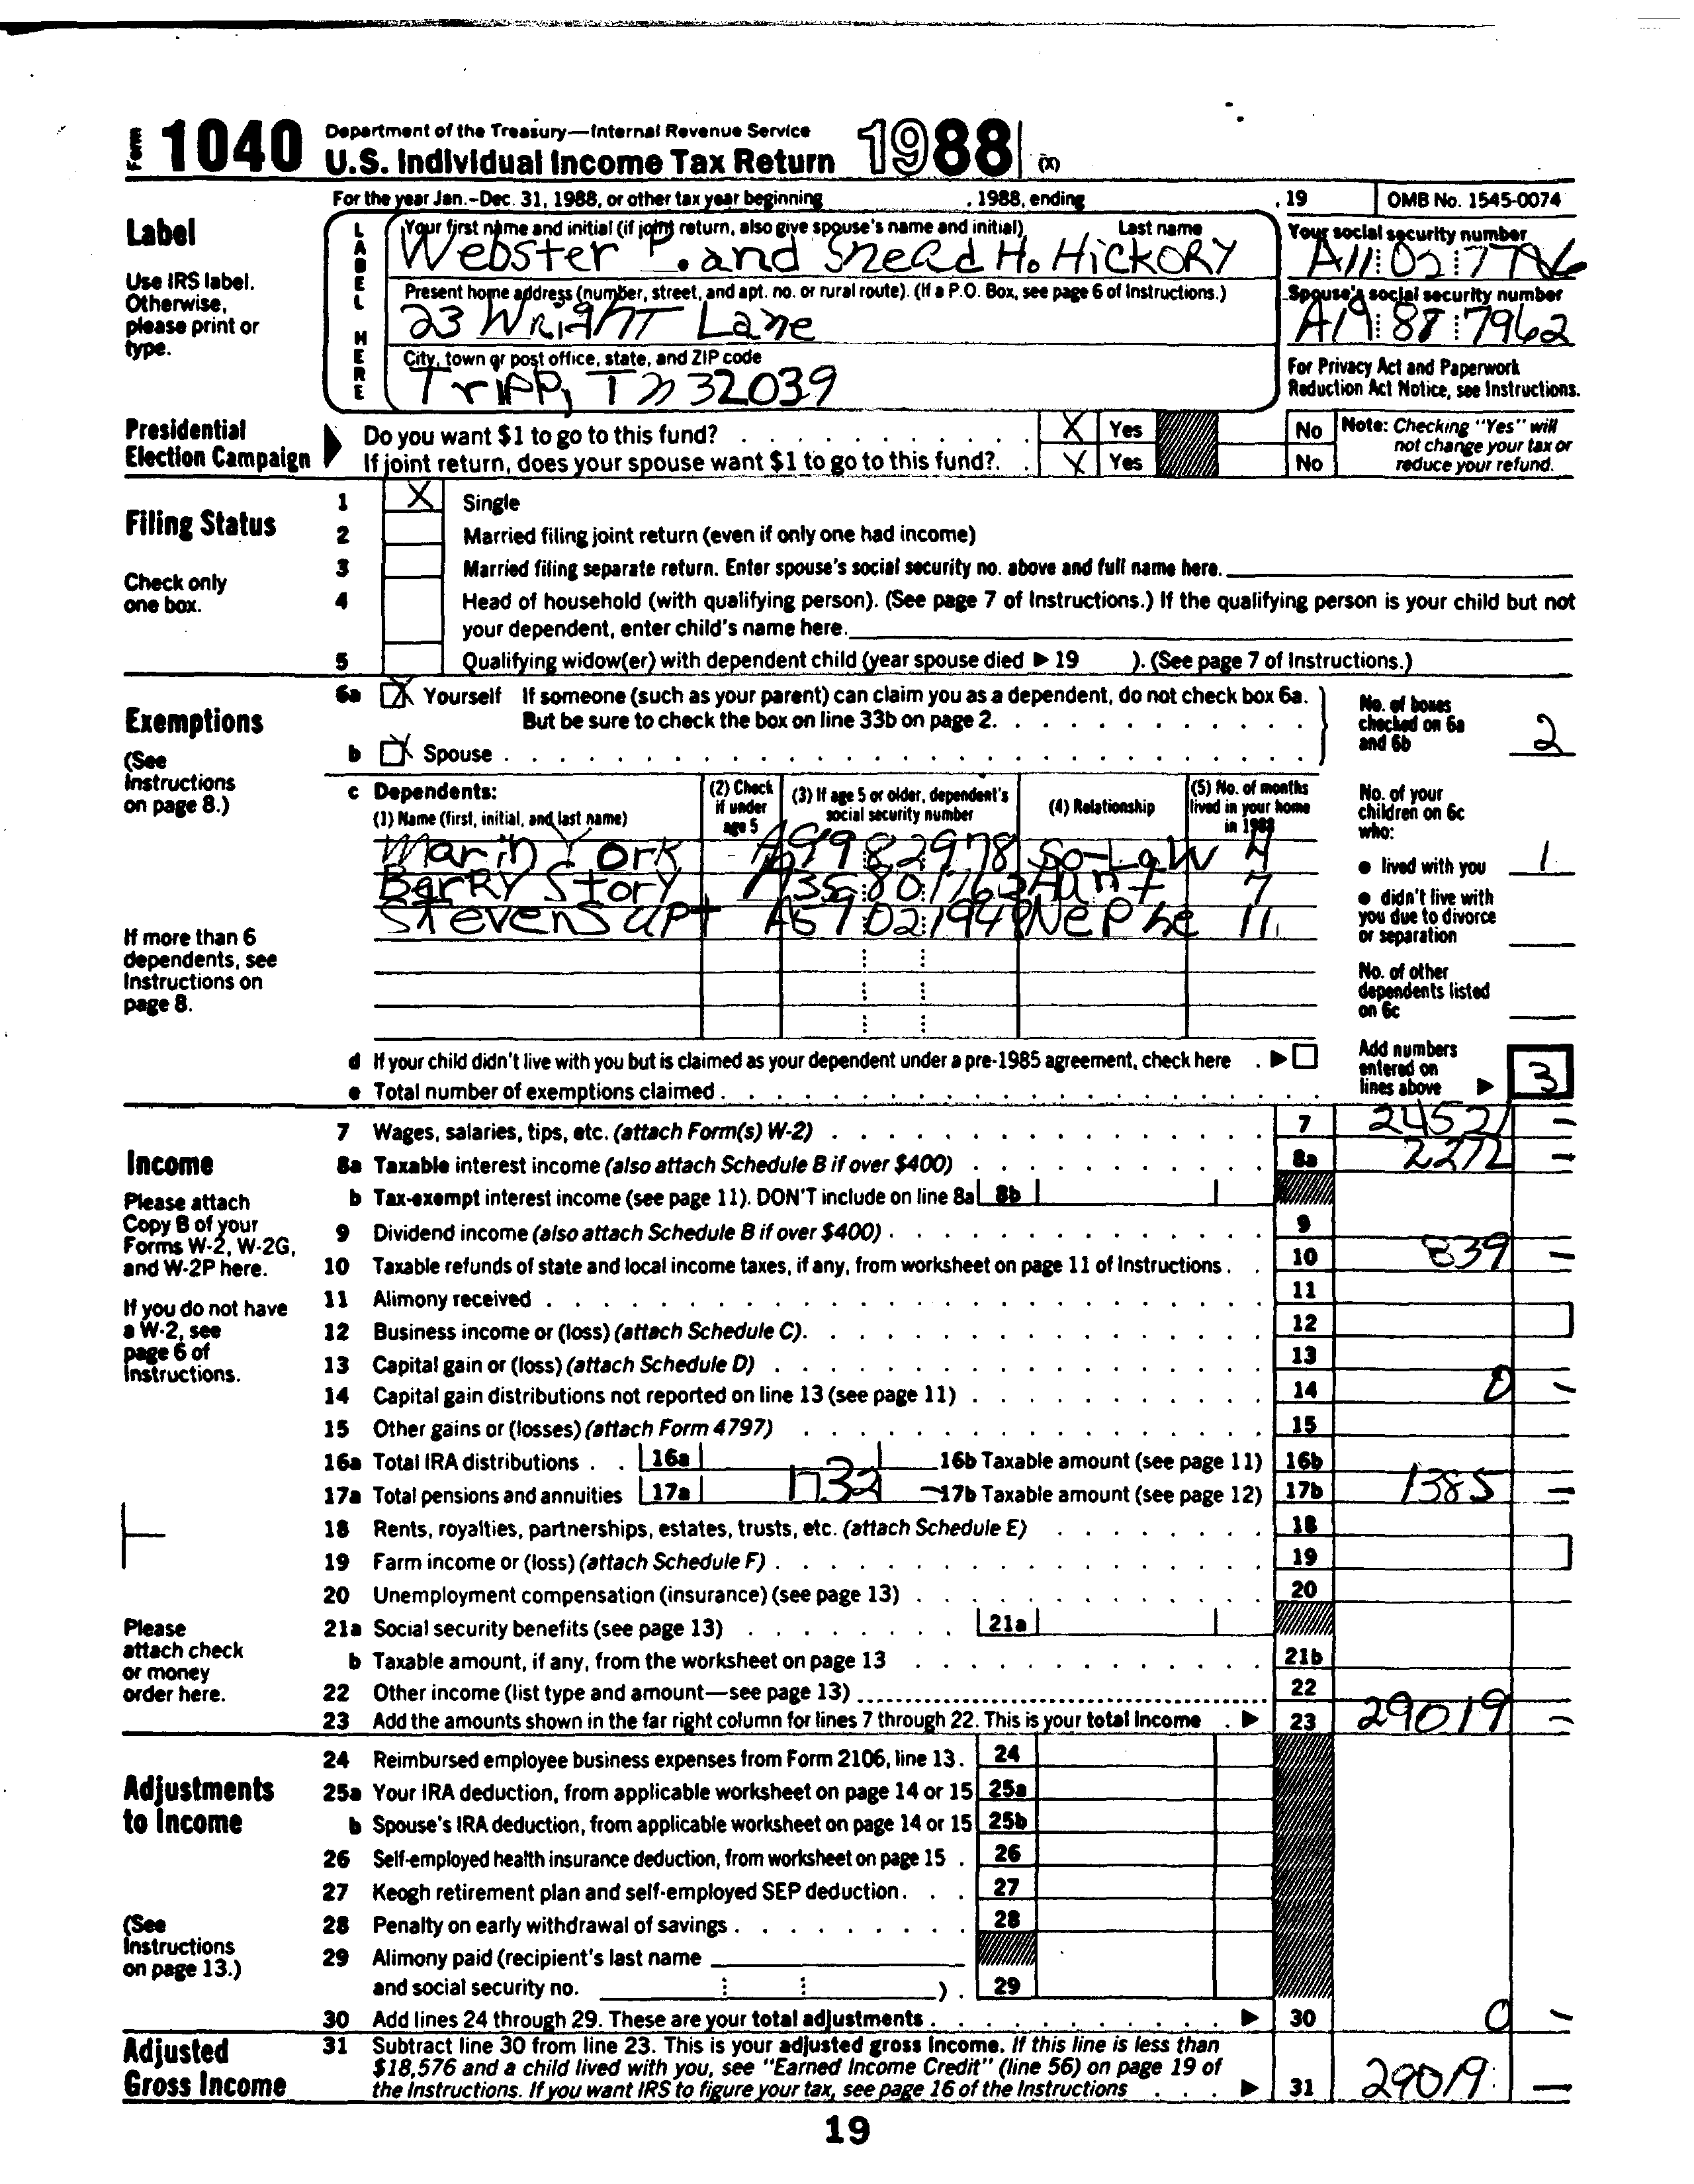 Form 1040 Department of the Treasury—Internal Revenue Service
U.S. Individual Income Tax Return 1988 (X)
For the year Jan.–Dec. 31, 1988, or other tax year beginning , 1988, ending , 19 OMB No. 1545-0074
Label
Use IRS label.
Otherwise,
please print or
type.
LABEL HERE
Your first name and initial (if joint return, also give spouse's name and initial) Last name
Webster P. and Snead H. HICKORY
Your social security number
Present home address (number, street, and apt. no. or rural route). (If a P.O. Box, see page 6 of Instructions.)
23 Wright Lane
Spouse's social security number
A19 88 7962
City, town or post office, state, and ZIP code
Tripp, TN 32039
For Privacy Act and Paperwork
Reduction Act Notice, see Instructions.
Presidential
Election Campaign
Do you want $1 to go to this fund? X Yes No
If joint return, does your spouse want $1 to go to this fund?. X Yes No
Note: Checking "Yes" will
not change your tax or
reduce your refund.
Filing Status
Check only
one box.
1 X Single
2 Married filing joint return (even if only one had income)
3 Married filing separate return. Enter spouse's social security no. above and full name here.
4 Head of household (with qualifying person). (See page 7 of Instructions.) If the qualifying person is your child but not
your dependent, enter child's name here.
5 Qualifying widow(er) with dependent child (year spouse died ▶ 19 ). (See page 7 of Instructions.)
Exemptions
(See
Instructions
on page 8.)
If more than 6
dependents, see
Instructions on
page 8.
6a X Yourself If someone (such as your parent) can claim you as a dependent, do not check box 6a.
But be sure to check the box on line 33b on page 2.
b X Spouse
No. of boxes
checked on 6a
and 6b 2
c Dependents:
(1) Name (first, initial, and last name)
(2) Check
if under
age 5
(3) If age 5 or older, dependent's
social security number
(4) Relationship
(5) No. of months
lived in your home
in 1988
Marin York A99 82 2978 So-Law 4
Barry Story A35 80 1763 Aunt 7
Steven Supt A57 02 1948 Nephe 11
No. of your
children on 6c
who:
● lived with you 1
● didn't live with
you due to divorce
or separation
No. of other
dependents listed
on 6c
d If your child didn't live with you but is claimed as your dependent under a pre-1985 agreement, check here . ▶
e Total number of exemptions claimed
Add numbers
entered on
lines above ▶ 3
Income
Please attach
Copy B of your
Forms W-2, W-2G,
and W-2P here.
If you do not have
a W-2, see
page 6 of
Instructions.
Please
attach check
or money
order here.
7 Wages, salaries, tips, etc. (attach Form(s) W-2) 7 24521 –
8a Taxable interest income (also attach Schedule B if over $400) 8a 2272 –
b Tax-exempt interest income (see page 11). DON'T include on line 8a 8b
9 Dividend income (also attach Schedule B if over $400) 9
10 Taxable refunds of state and local income taxes, if any, from worksheet on page 11 of Instructions 10 839 –
11 Alimony received 11
12 Business income or (loss) (attach Schedule C). 12
13 Capital gain or (loss) (attach Schedule D) 13
14 Capital gain distributions not reported on line 13 (see page 11) 14 0 –
15 Other gains or (losses) (attach Form 4797) 15
16a Total IRA distributions 16a 16b Taxable amount (see page 11) 16b
17a Total pensions and annuities 17a 1732 – 17b Taxable amount (see page 12) 17b 1385 –
18 Rents, royalties, partnerships, estates, trusts, etc. (attach Schedule E) 18
19 Farm income or (loss) (attach Schedule F) 19
20 Unemployment compensation (insurance) (see page 13) 20
21a Social security benefits (see page 13) 21a
b Taxable amount, if any, from the worksheet on page 13 21b
22 Other income (list type and amount—see page 13) 22
23 Add the amounts shown in the far right column for lines 7 through 22. This is your total income ▶ 23 29019 –
Adjustments
to Income
(See
Instructions
on page 13.)
24 Reimbursed employee business expenses from Form 2106, line 13. 24
25a Your IRA deduction, from applicable worksheet on page 14 or 15 25a
b Spouse's IRA deduction, from applicable worksheet on page 14 or 15 25b
26 Self-employed health insurance deduction, from worksheet on page 15 26
27 Keogh retirement plan and self-employed SEP deduction 27
28 Penalty on early withdrawal of savings 28
29 Alimony paid (recipient's last name
and social security no. ). 29
30 Add lines 24 through 29. These are your total adjustments ▶ 30 0 –
Adjusted
Gross Income
31 Subtract line 30 from line 23. This is your adjusted gross income. If this line is less than
$18,576 and a child lived with you, see "Earned Income Credit" (line 56) on page 19 of
the Instructions. If you want IRS to figure your tax, see page 16 of the Instructions ▶ 31 29019 –
19